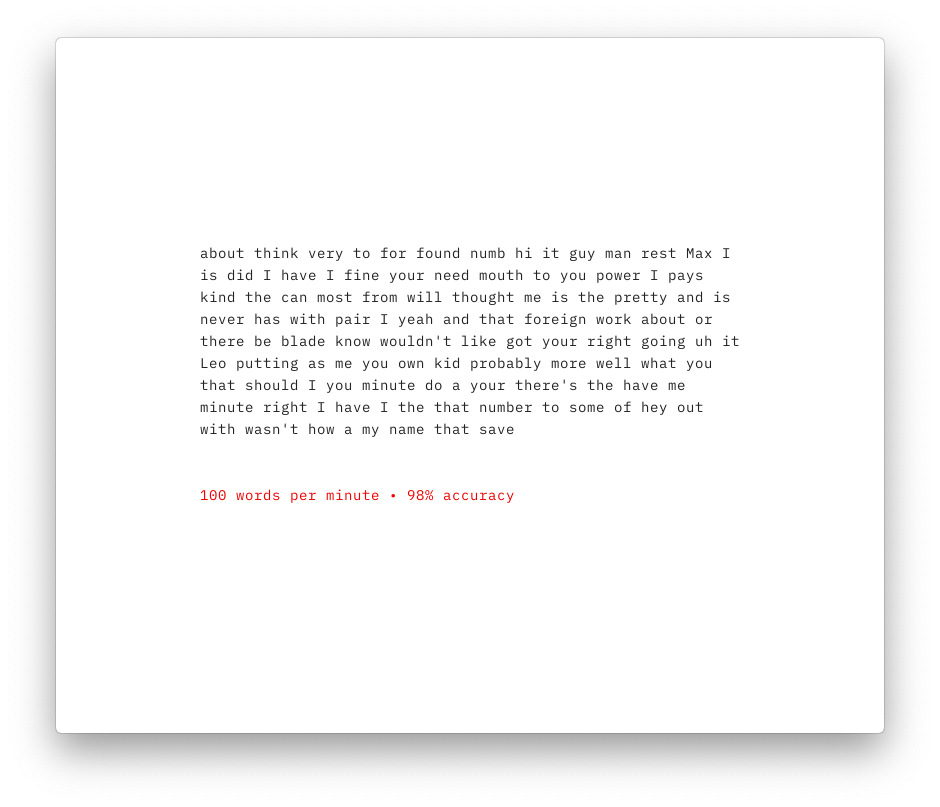 about think very to for found numb hi it guy man rest Max I
is did I have I fine your need mouth to you power I pays
kind the can most from will thought me is the pretty and is
never has with pair I yeah and that foreign work about or
there be blade know wouldn't like got your right going uh it
Leo putting as me you own kid probably more well what you
that should I you minute do a your there's the have me
minute right I have I the that number to some of hey out
with wasn't how a my name that save
100 words per minute • 98% accuracy